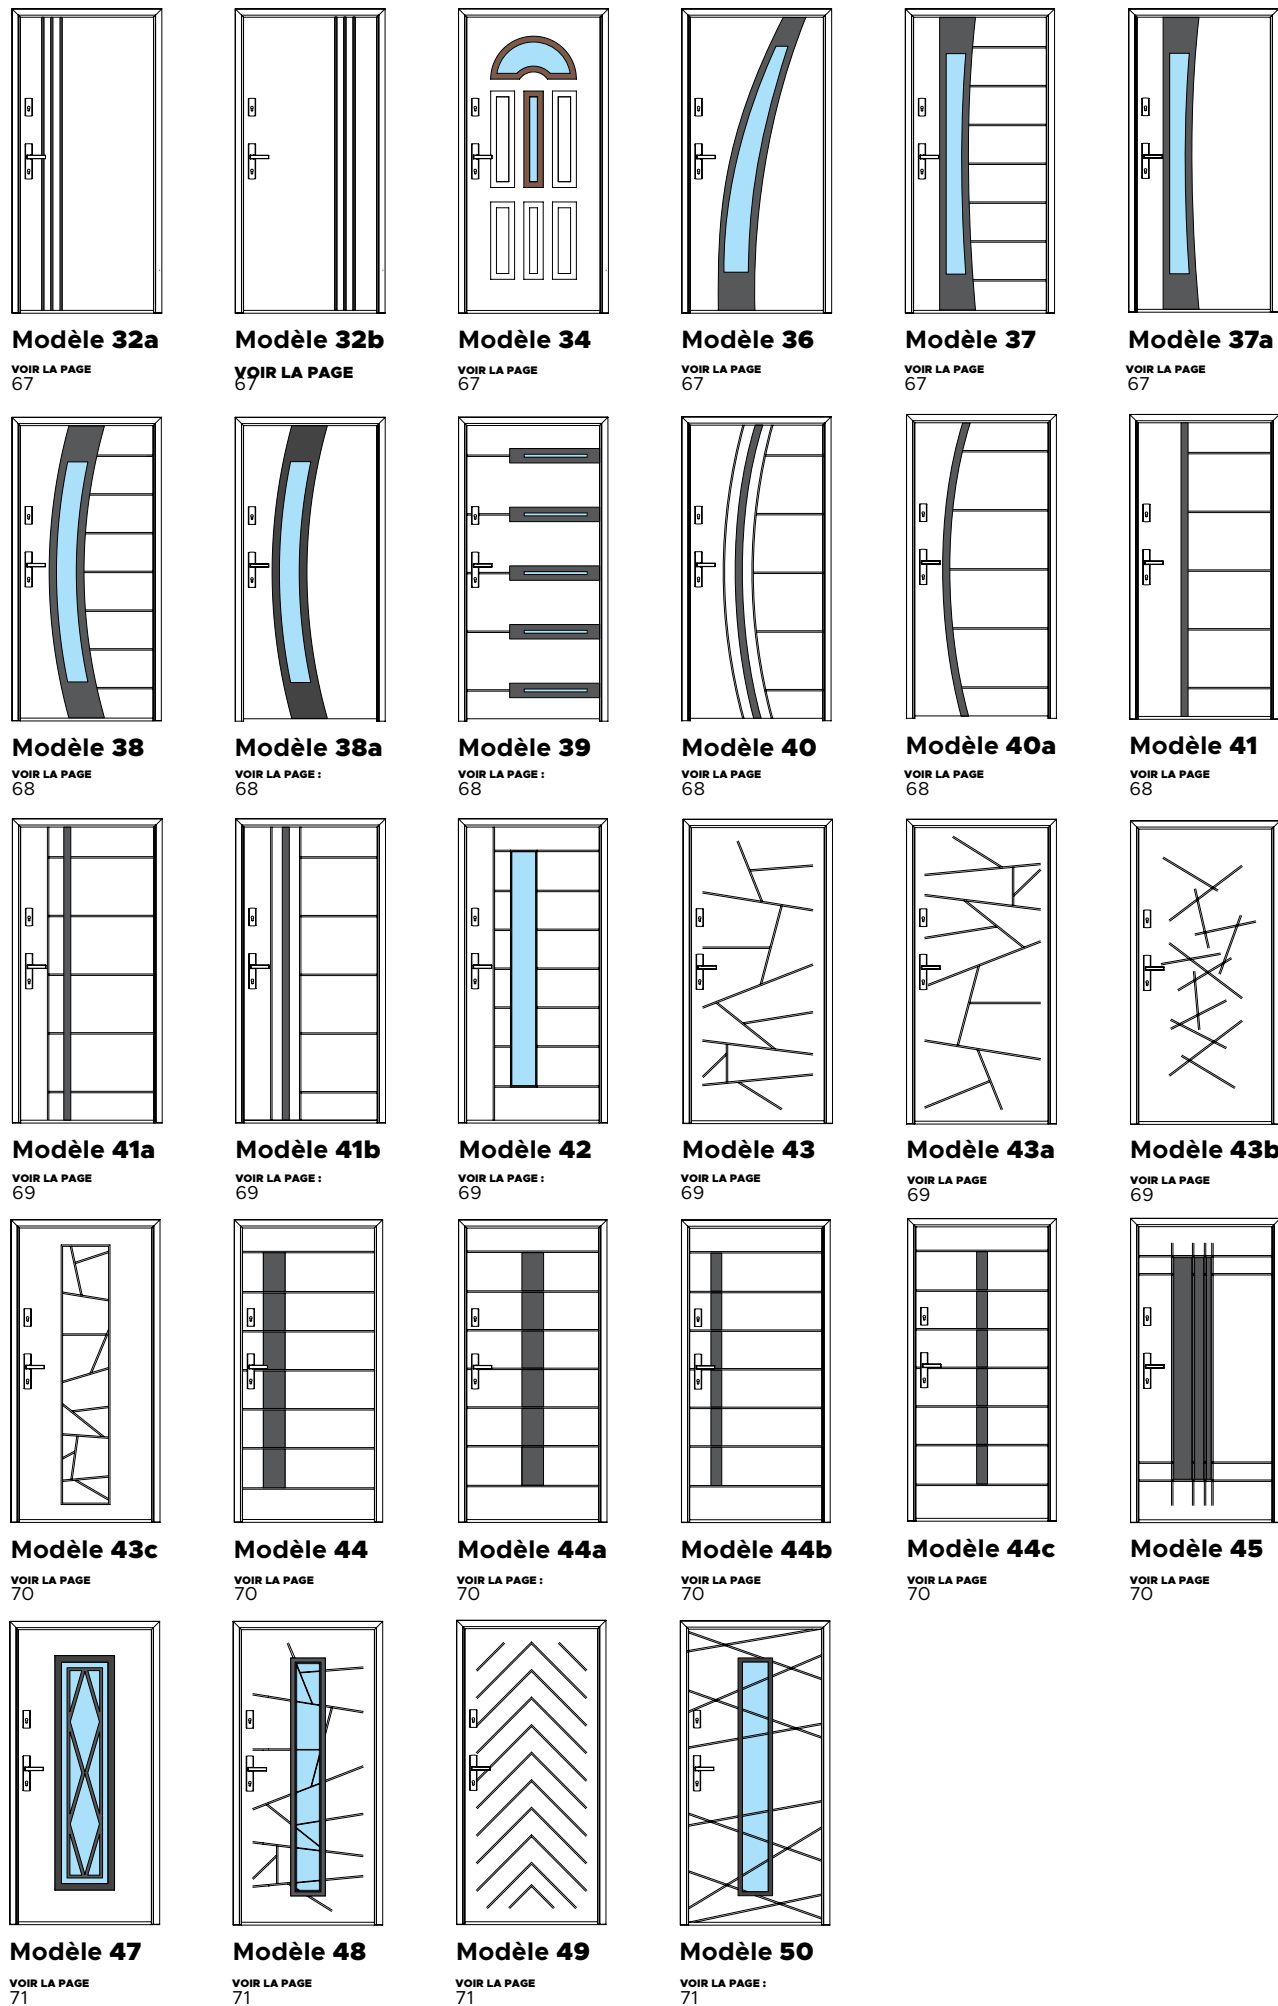 Modèle 32a
VOIR LA PAGE
67
Modèle 32b
VOIR LA PAGE
67
Modèle 34
VOIR LA PAGE
67
Modèle 36
VOIR LA PAGE
67
Modèle 37
VOIR LA PAGE
67
Modèle 37a
VOIR LA PAGE
67
Modèle 38
VOIR LA PAGE
68
Modèle 38a
VOIR LA PAGE :
68
Modèle 39
VOIR LA PAGE :
68
Modèle 40
VOIR LA PAGE
68
Modèle 40a
VOIR LA PAGE
68
Modèle 41
VOIR LA PAGE
68
Modèle 41a
VOIR LA PAGE
69
Modèle 41b
VOIR LA PAGE :
69
Modèle 42
VOIR LA PAGE :
69
Modèle 43
VOIR LA PAGE
69
Modèle 43a
VOIR LA PAGE
69
Modèle 43b
VOIR LA PAGE
69
Modèle 43c
VOIR LA PAGE
70
Modèle 44
VOIR LA PAGE
70
Modèle 44a
VOIR LA PAGE :
70
Modèle 44b
VOIR LA PAGE
70
Modèle 44c
VOIR LA PAGE
70
Modèle 45
VOIR LA PAGE
70
Modèle 47
VOIR LA PAGE
71
Modèle 48
VOIR LA PAGE
71
Modèle 49
VOIR LA PAGE
71
Modèle 50
VOIR LA PAGE :
71